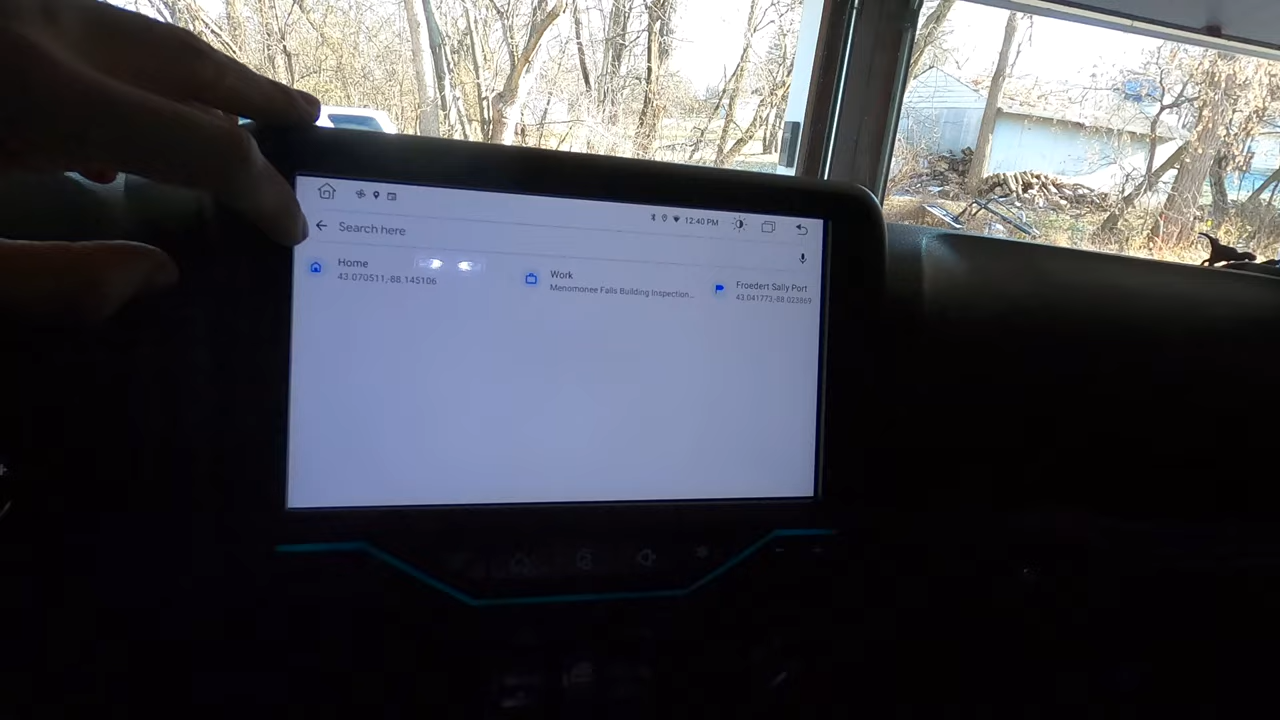 12:40 PM
Search here
Home
43.070511,-88.145106
Work
Menomonee Falls Building Inspection...
Froedert Sally Port
43.041773,-88.023869